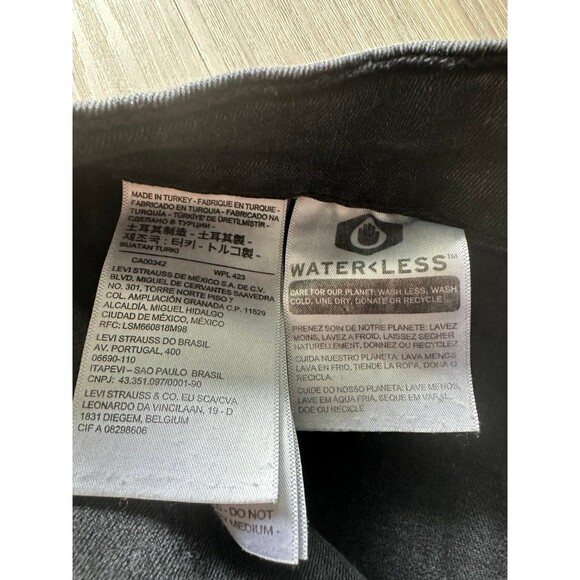 MADE IN TURKEY - FABRIQUE EN TURQUIE -
FABRICADO EN TURQUIA - FABRICADO NA
TURQUÍA - TÜRKİYE'DE ÜRETİLMİŞTİR -
СДЕЛАНО В ТУРЦИИ -
土耳其制造 - 土耳其製 -
제조국 : 터키 - トルコ製 -
BUATAN TURKI
CA00342 WPL 423
LEVI STRAUSS DE MÉXICO S.A. DE C.V.
BLVD. MIGUEL DE CERVANTES SAAVEDRA
NO. 301, TORRE NORTE PISO 7
COL. AMPLIACIÓN GRANADA C.P. 11529
ALCALDÍA. MIGUEL HIDALGO
CIUDAD DE MÉXICO, MÉXICO
RFC: LSM660818M98
LEVI STRAUSS DO BRASIL
AV. PORTUGAL, 400
06690-110
ITAPEVI – SAO PAULO BRASIL
CNPJ: 43.351.097/0001-90
LEVI STRAUSS & CO. EU SCA/CVA
LEONARDO DA VINCILAAN, 19 - D
1831 DIEGEM, BELGIUM
CIF A 08298606
- DO NOT
MEDIUM -
WATER<LESS™
CARE FOR OUR PLANET: WASH LESS, WASH
COLD, LINE DRY, DONATE OR RECYCLE.
PRENEZ SOIN DE NOTRE PLANETE: LAVEZ
MOINS, LAVEZ A FROID, LAISSEZ SECHER
NATURELLEMENT, DONNEZ OU RECYCLEZ
CUIDA NUESTRO PLANETA: LAVA MENOS,
LAVA EN FRIO, TIENDE LA ROPA, DONA O
RECICLA.
CUIDE DO NOSSO PLANETA: LAVE MENOS,
LAVE EM ÁGUA FRIA, SEQUE EM VARAL,
DOE OU RECICLE